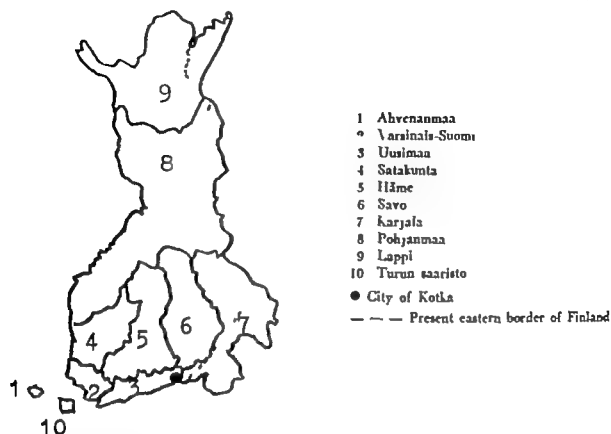 9
8
7
6
5
4
3
2
1
10
1 Ahvenanmaa
2 Varsinais-Suomi
3 Uusimaa
4 Satakunta
5 Häme
6 Savo
7 Karjala
8 Pohjanmaa
9 Lappi
10 Turun saaristo
City of Kotka
Present eastern border of Finland